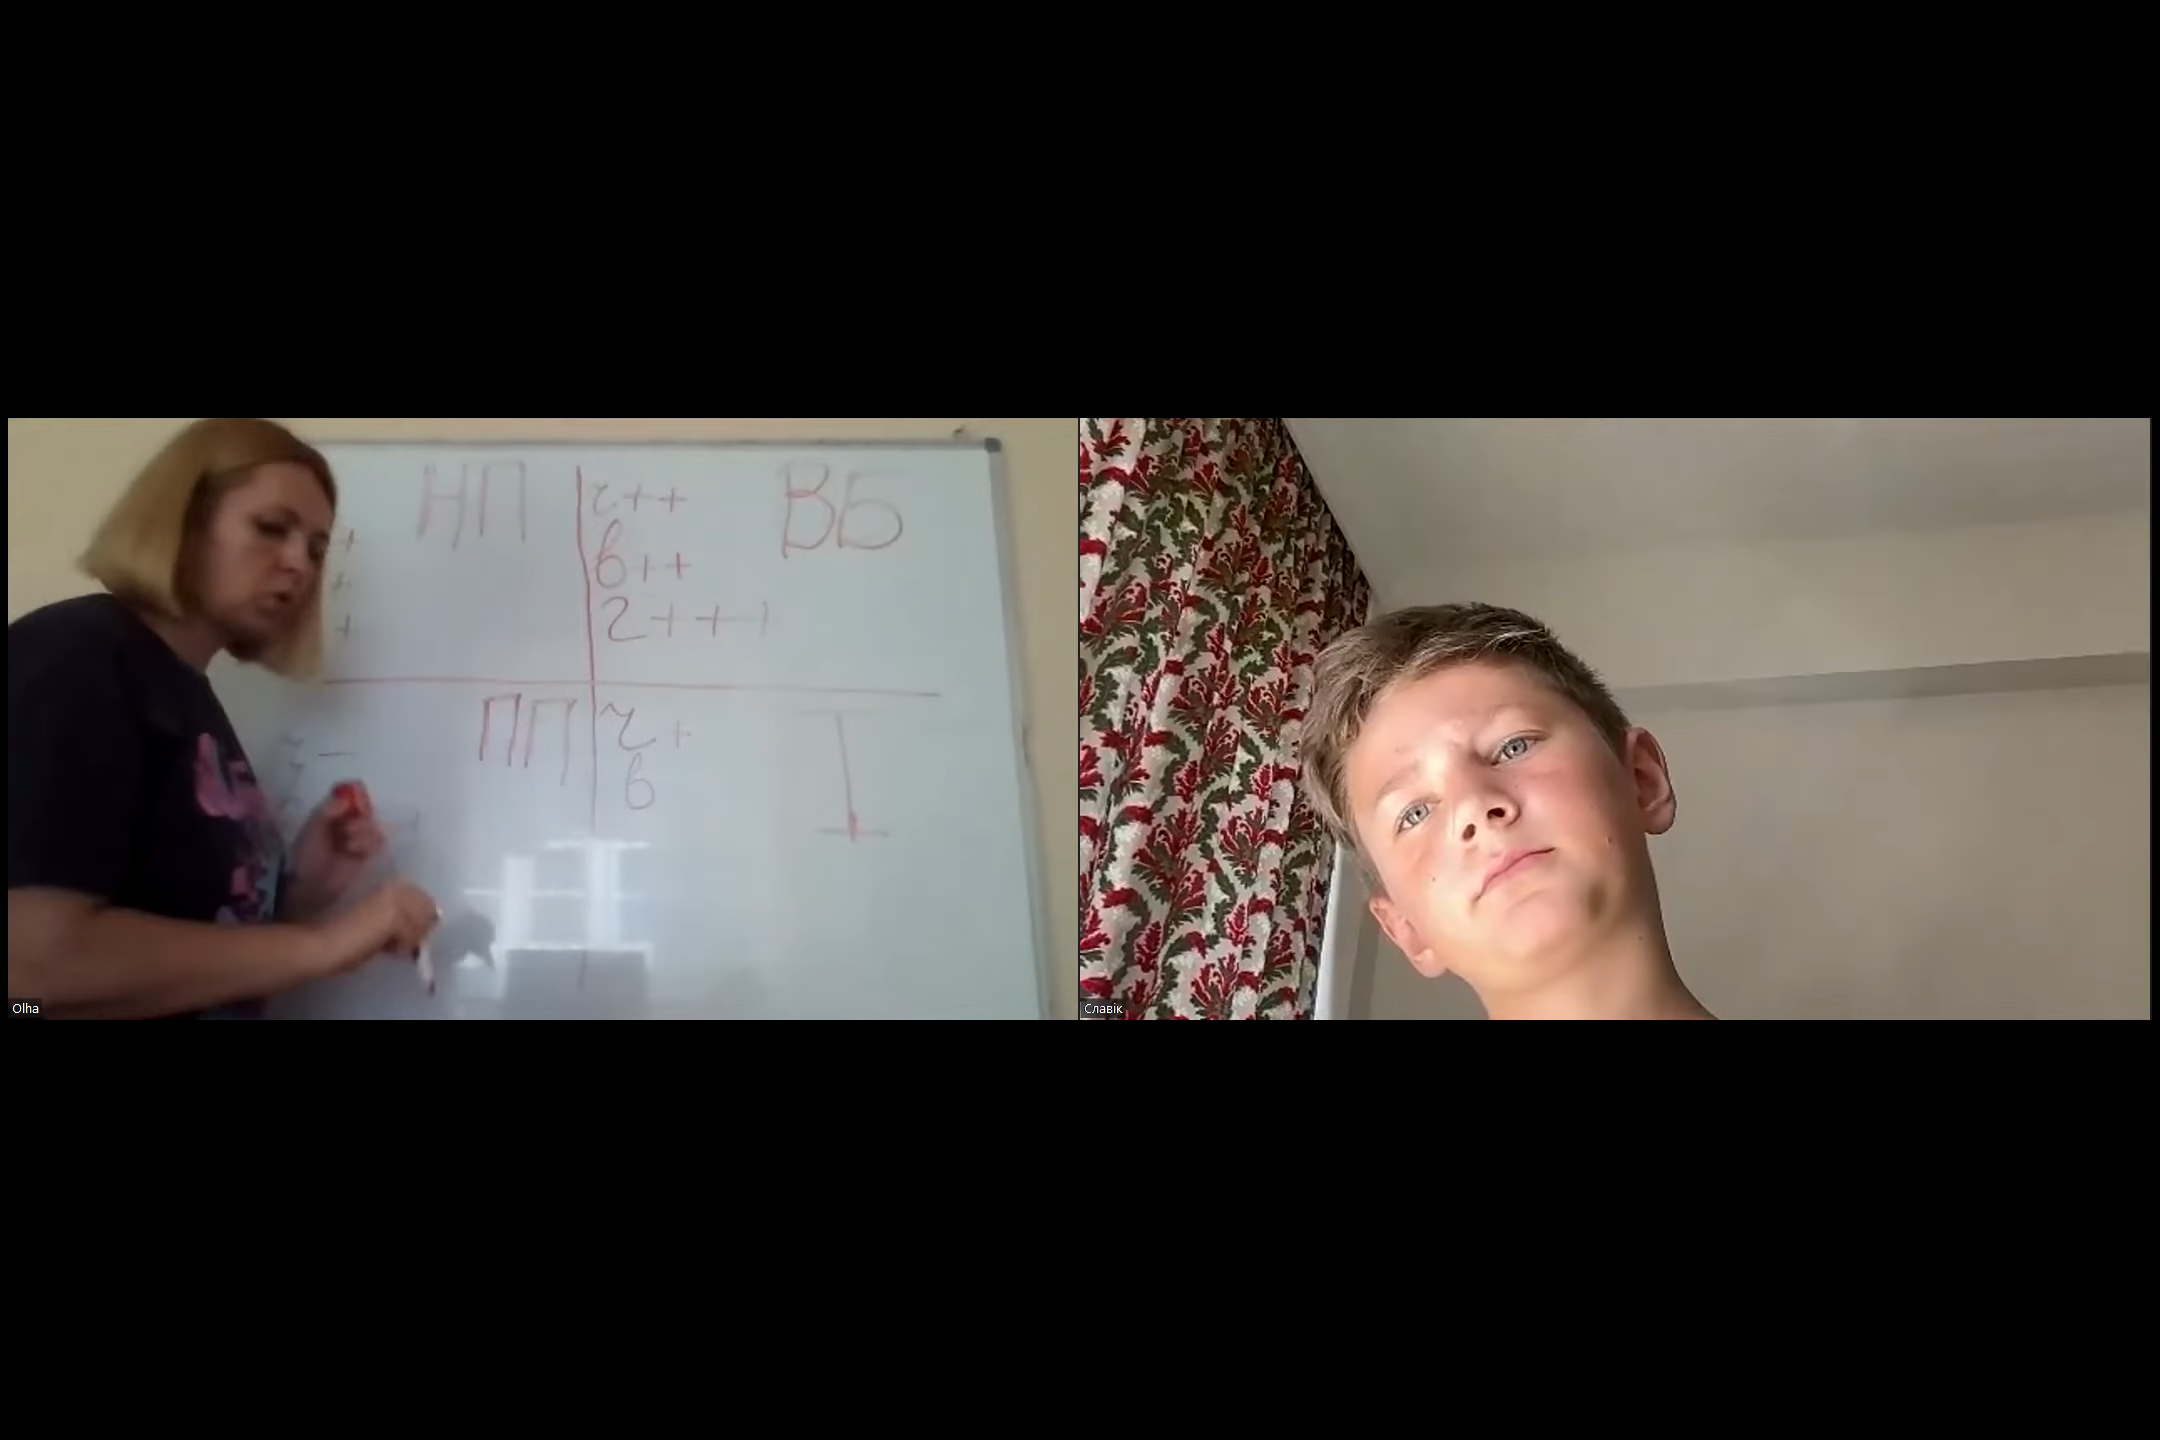 НП
ч++
в++
г+++
ВБ
ПП
ч+
в
І
Olha
Славік